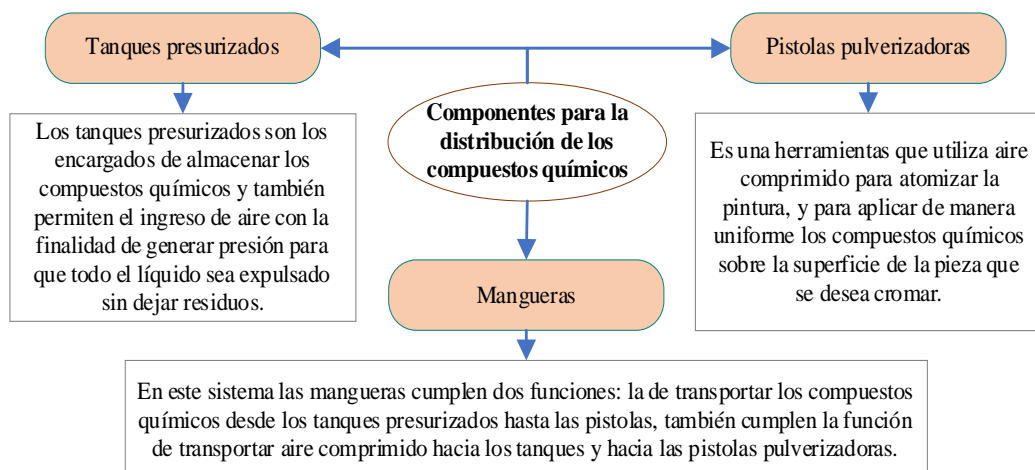 Tanques presurizados
Pistolas pulverizadoras
Componentes para la
distribución de los
compuestos químicos
Los tanques presurizados son los
encargados de almacenar los
compuestos químicos y también
permiten el ingreso de aire con la
finalidad de generar presión para
que todo el líquido sea expulsado
sin dejar residuos.
Es una herramientas que utiliza aire
comprimido para atomizar la
pintura, y para aplicar de manera
uniforme los compuestos químicos
sobre la superficie de la pieza que
se desea cromar.
Mangueras
En este sistema las mangueras cumplen dos funciones: la de transportar los compuestos
químicos desde los tanques presurizados hasta las pistolas, también cumplen la función
de transportar aire comprimido hacia los tanques y hacia las pistolas pulverizadoras.